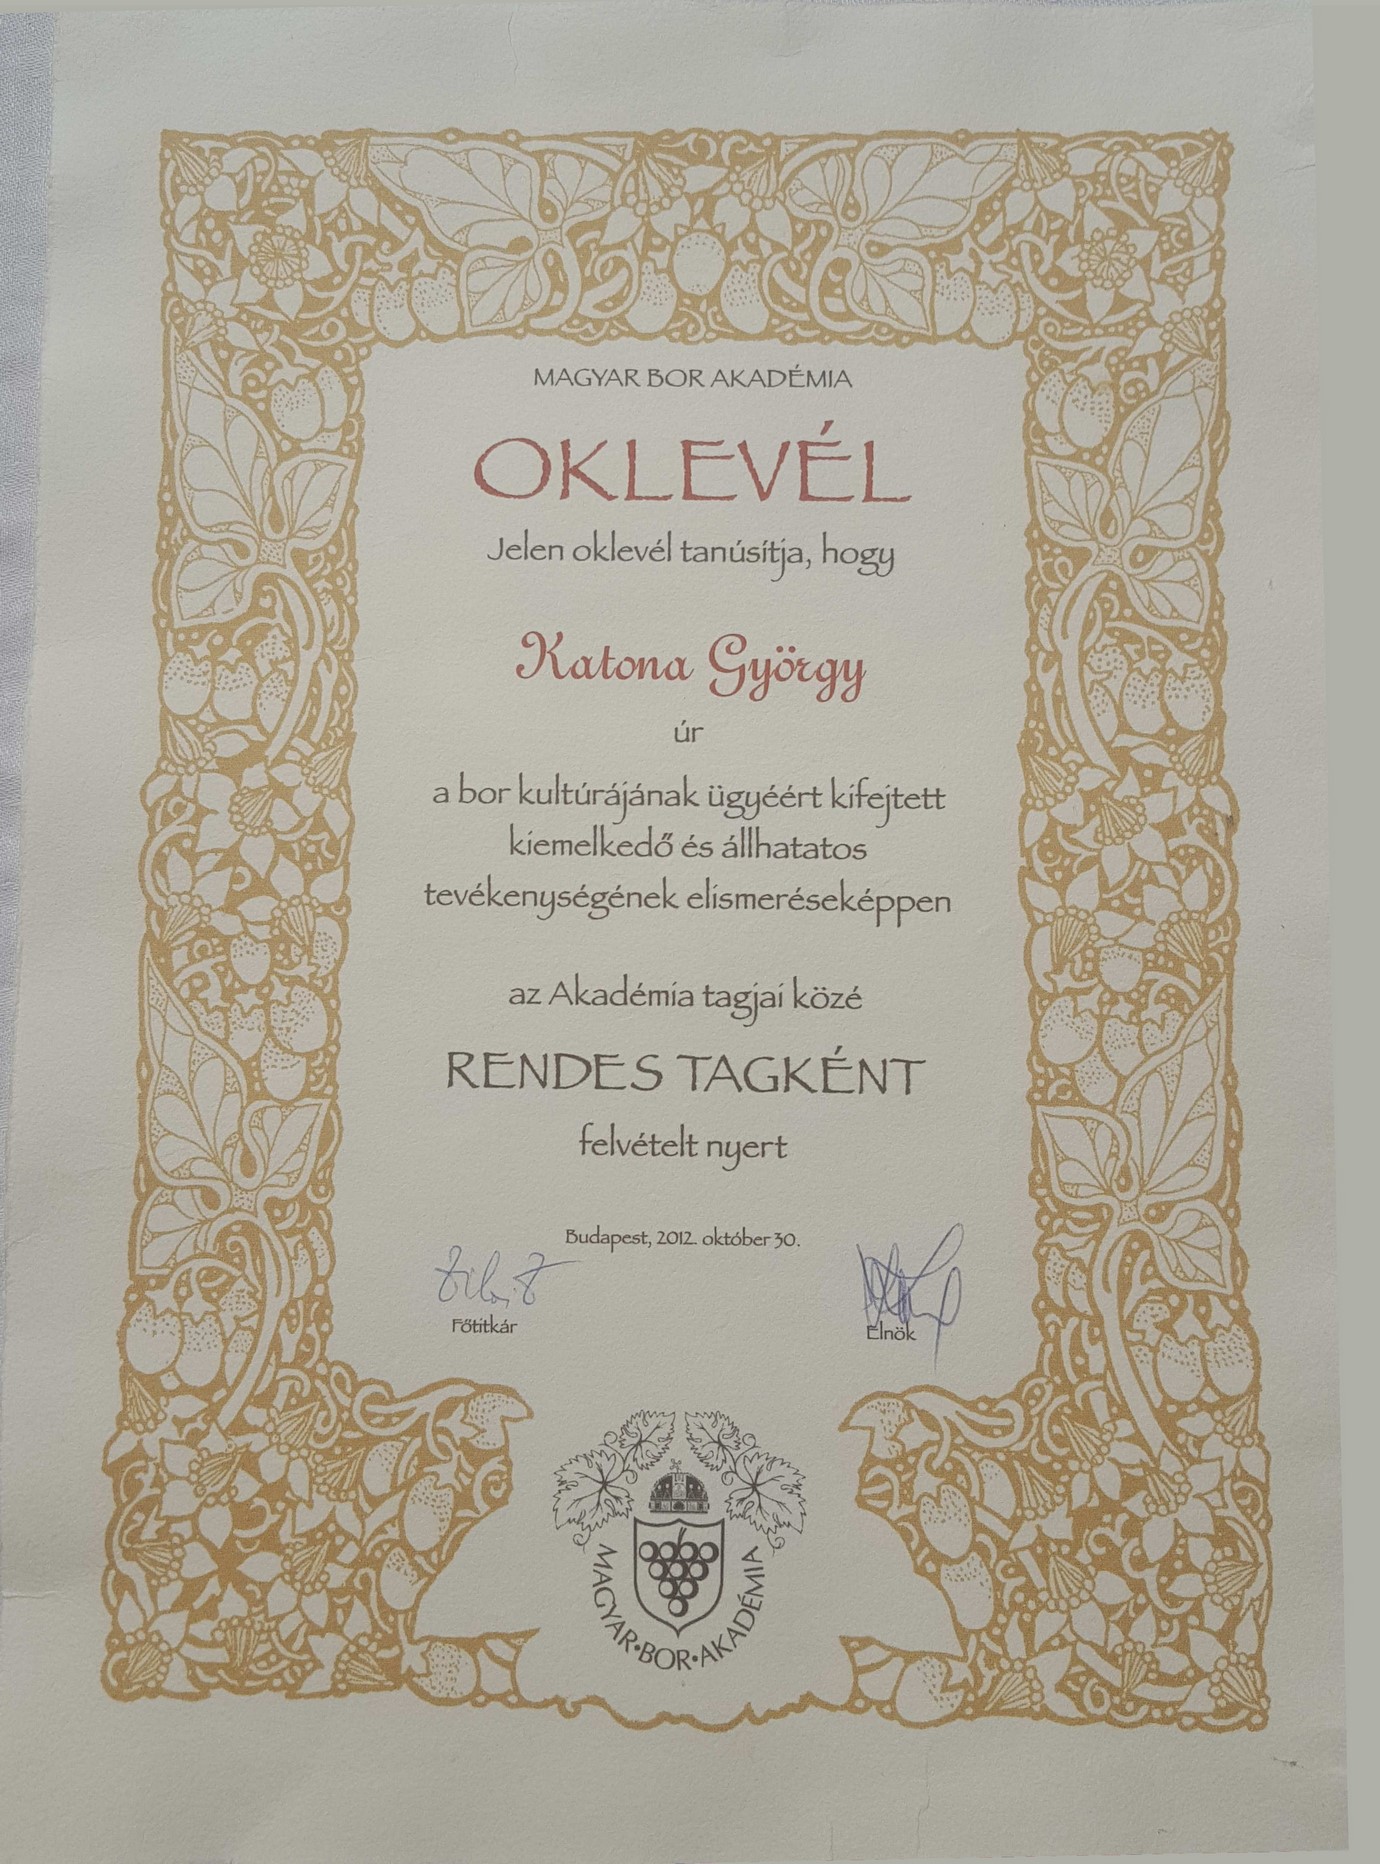 MAGYAR BOR AKADÉMIA
OKLEVÉL
Jelen oklevél tanúsítja, hogy
Katona György
úr
a bor kultúrájának ügyéért kifejtett
kiemelkedő és állhatatos
tevékenységének elismeréseképpen
az Akadémia tagjai közé
RENDES TAGKÉNT
felvételt nyert
Budapest, 2012. október 30.
Főtitkár
Elnök
MAGYAR•BOR•AKADÉMIA